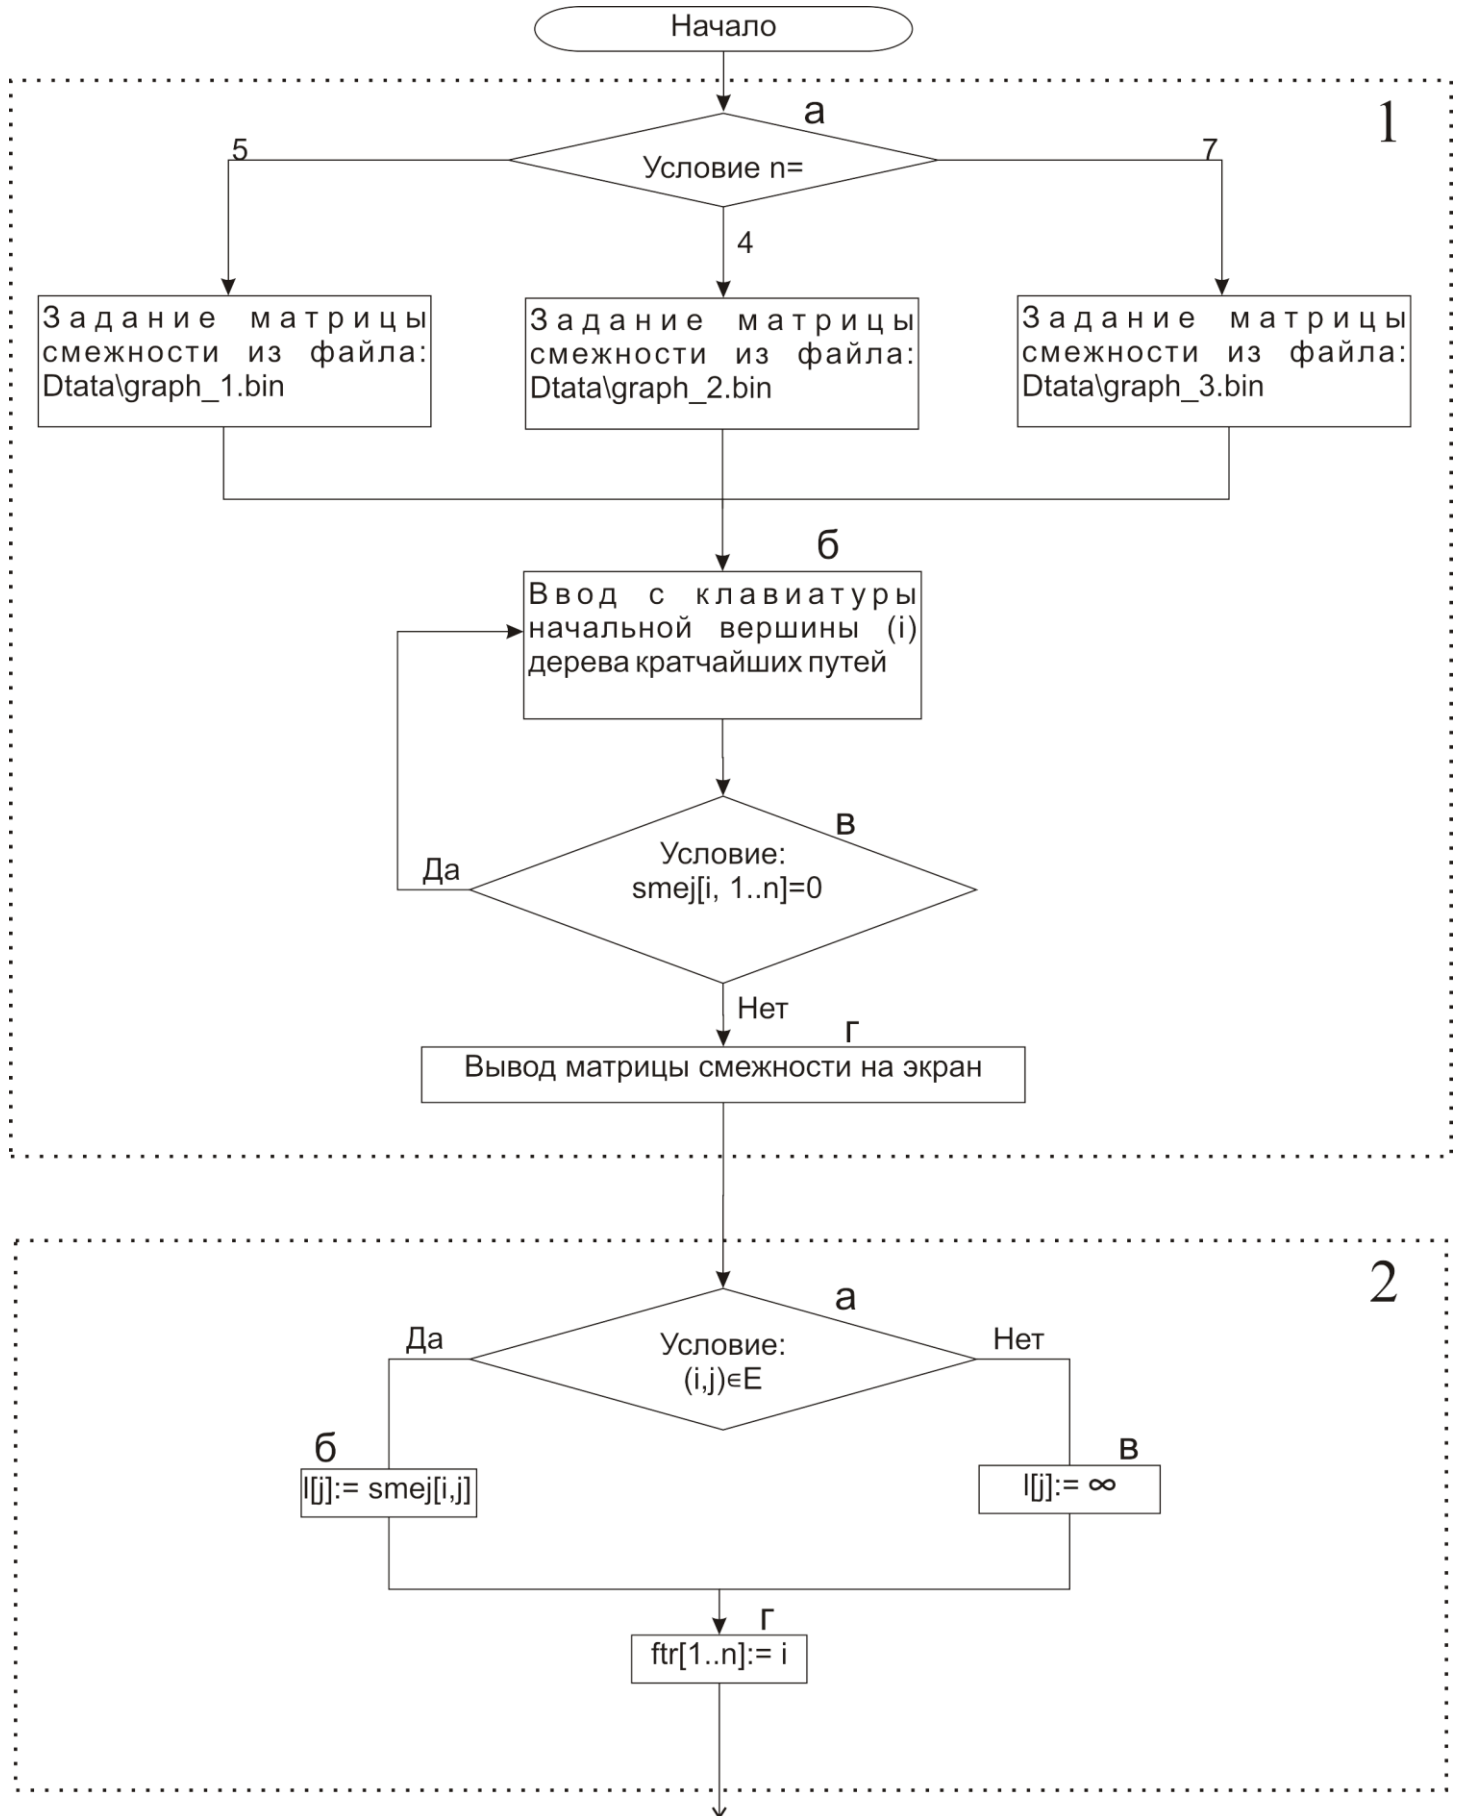 Начало
1
а
Условие n=
5
7
4
Задание матрицы
смежности из файла:
Dtata\graph_1.bin
Задание матрицы
смежности из файла:
Dtata\graph_2.bin
Задание матрицы
смежности из файла:
Dtata\graph_3.bin
б
Ввод с клавиатуры
начальной вершины (i)
дерева кратчайших путей
в
Условие:
smej[i, 1..n]=0
Да
Нет
г
Вывод матрицы смежности на экран
2
а
Да
Условие:
(i,j)∈E
Нет
б
l[j]:= smej[i,j]
в
l[j]:= ∞
г
ftr[1..n]:= i